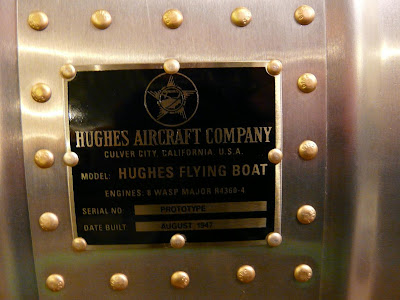 HUGHES AIRCRAFT COMPANY
CULVER CITY, CALIFORNIA, U.S.A.
MODEL: HUGHES FLYING BOAT
ENGINES: 8 WASP MAJOR R4360-4
SERIAL NO. PROTOTYPE
DATE BUILT AUGUST 1947